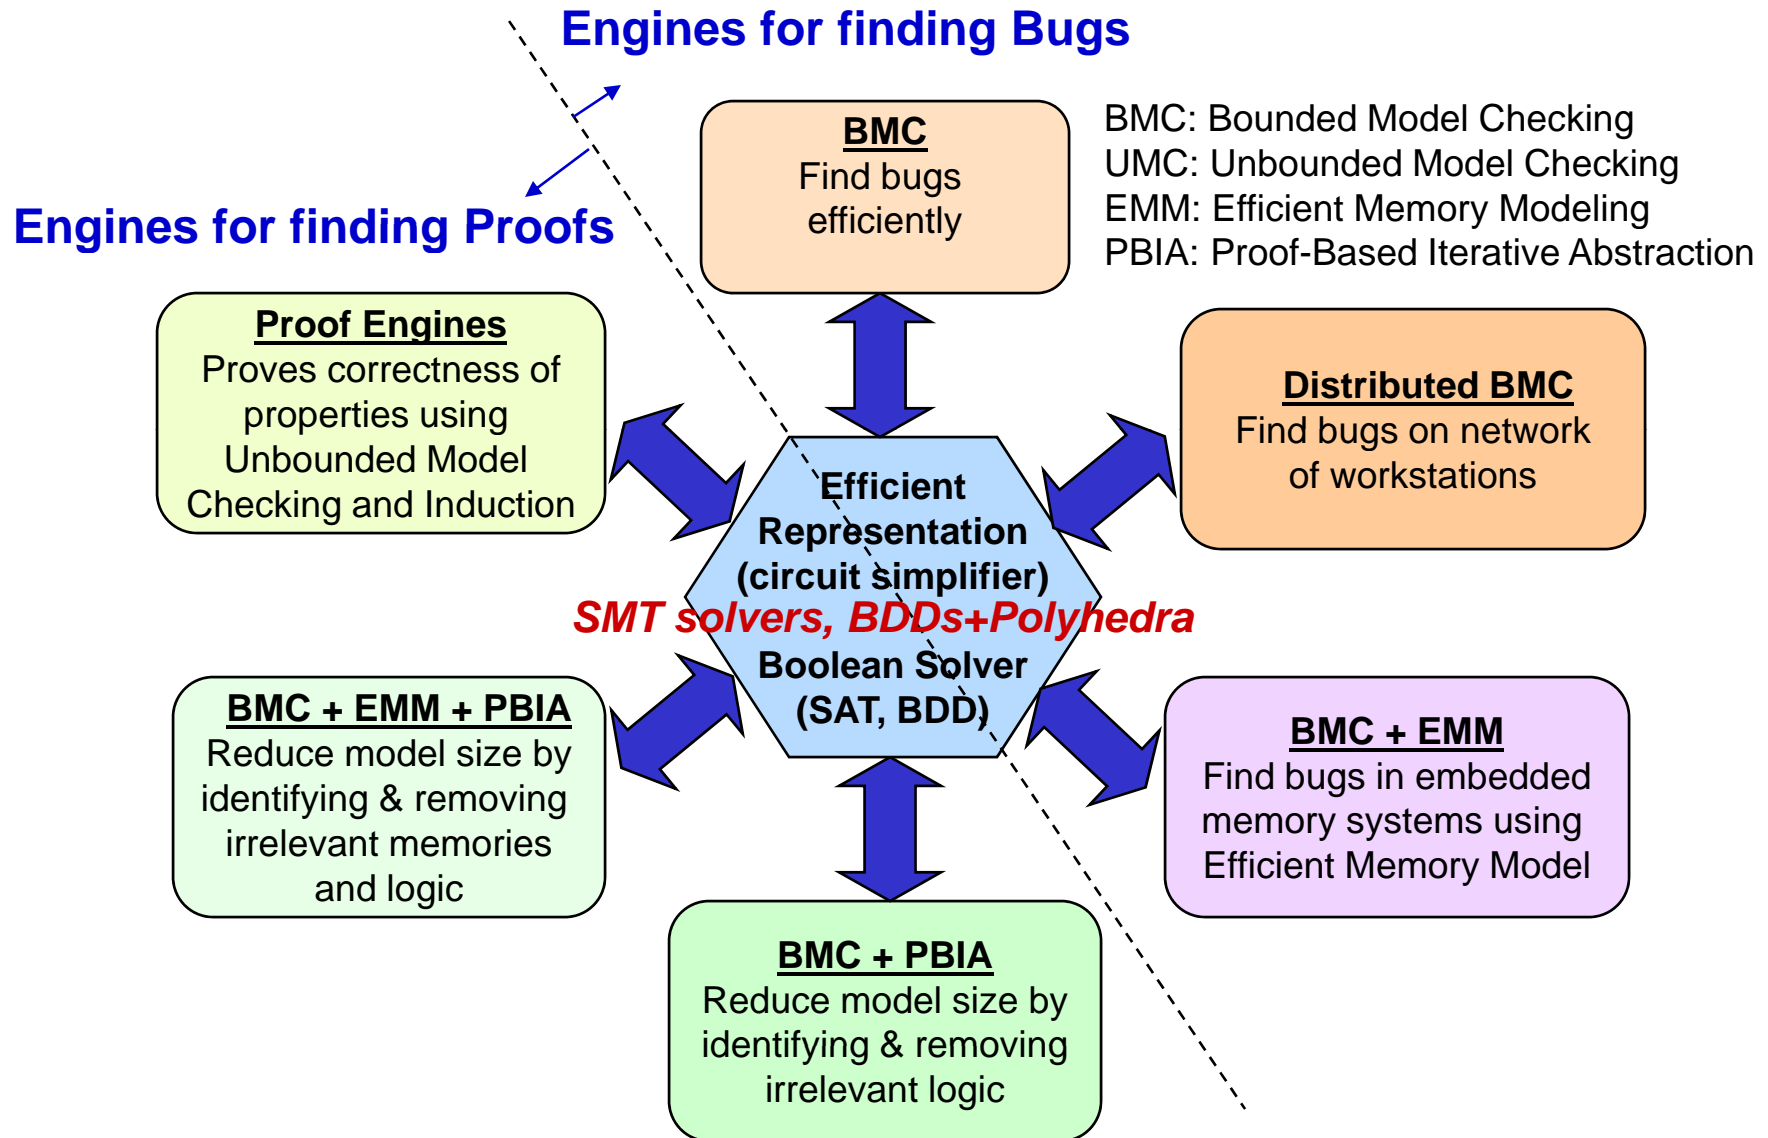 Engines for finding Bugs
Engines for finding Proofs
BMC
Find bugs
efficiently
BMC: Bounded Model Checking
UMC: Unbounded Model Checking
EMM: Efficient Memory Modeling
PBIA: Proof-Based Iterative Abstraction
Proof Engines
Proves correctness of
properties using
Unbounded Model
Checking and Induction
Distributed BMC
Find bugs on network
of workstations
Efficient
Representation
(circuit simplifier)
SMT solvers, BDDs+Polyhedra
Boolean Solver
(SAT, BDD)
BMC + EMM + PBIA
Reduce model size by
identifying & removing
irrelevant memories
and logic
BMC + EMM
Find bugs in embedded
memory systems using
Efficient Memory Model
BMC + PBIA
Reduce model size by
identifying & removing
irrelevant logic